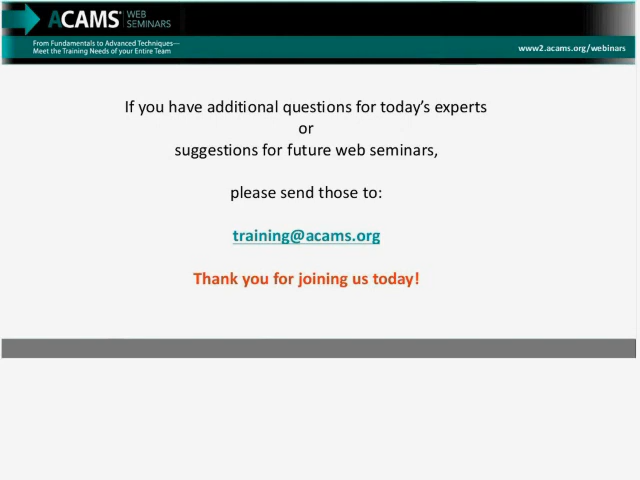 ACAMS® WEB SEMINARS
From Fundamentals to Advanced Techniques—
Meet the Training Needs of your Entire Team
www2.acams.org/webinars
If you have additional questions for today's experts
or
suggestions for future web seminars,
please send those to:
training@acams.org
Thank you for joining us today!